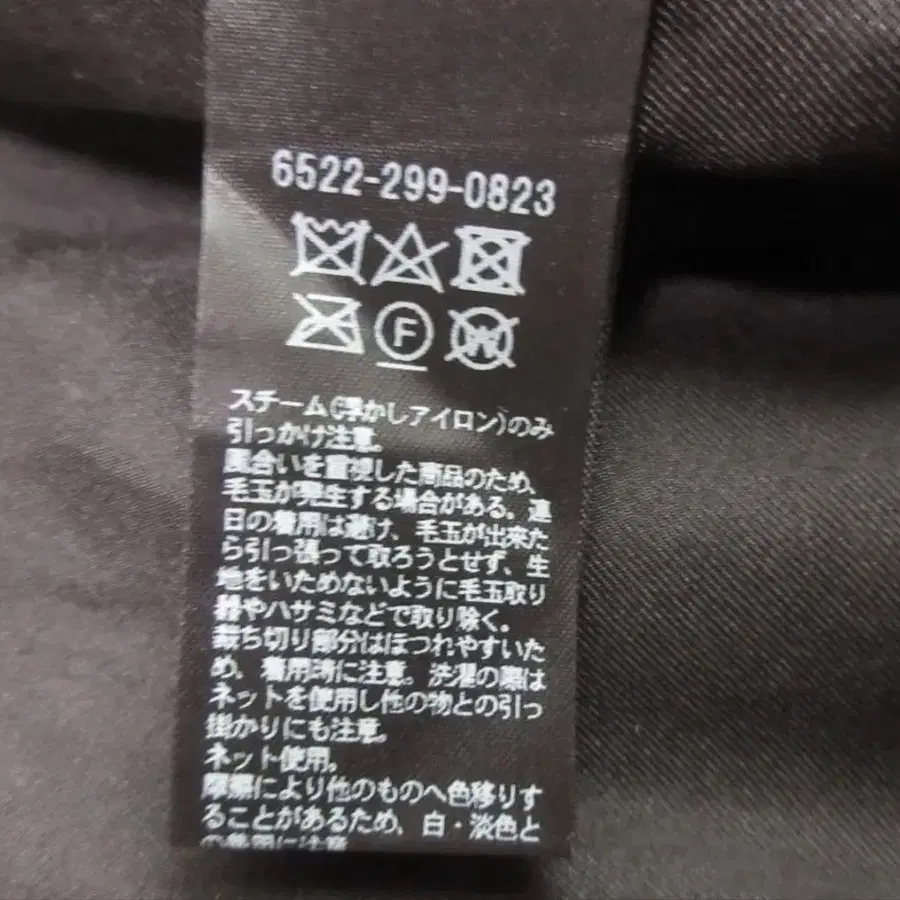 6522-299-0823
F
W
スチーム(浮かしアイロン)のみ
引っかけ注意。
風合いを重視した商品のため、
毛玉が発生する場合がある。連
日の着用は避け、毛玉が出来た
ら引っ張って取ろうとせず、生
地をいためないように毛玉取り
器やハサミなどで取り除く。
裁ち切り部分はほつれやすいた
め、着用時に注意。洗濯の際は
ネットを使用し他の物との引っ
掛かりにも注意。
ネット使用。
摩擦により他のものへ色移りす
ることがあるため、白・淡色と
の着用に注意